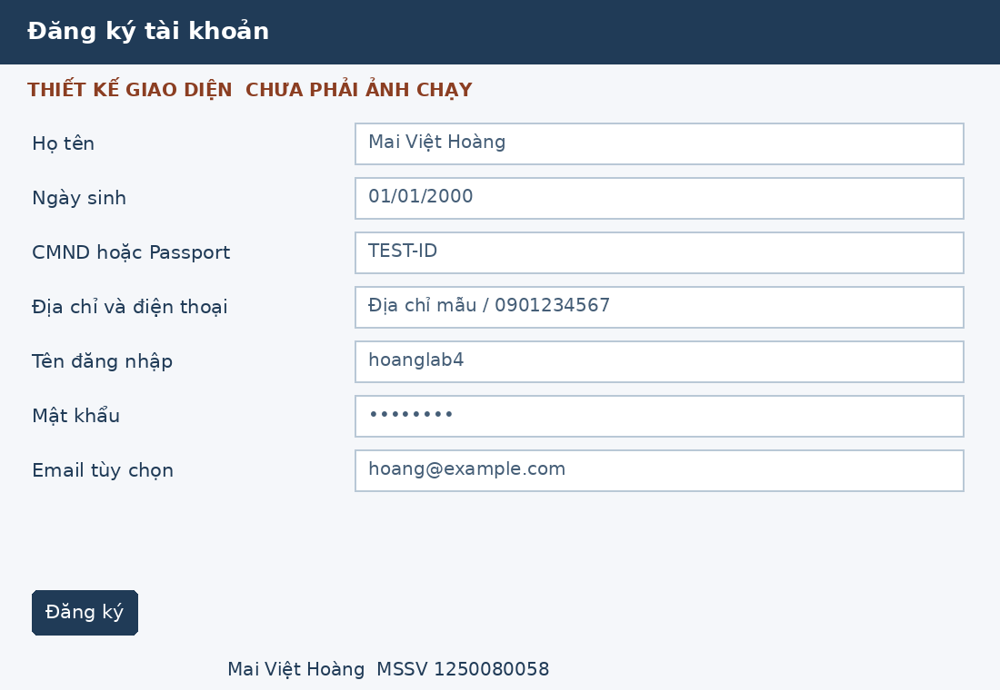 Đăng ký tài khoản
THIẾT KẾ GIAO DIỆN  CHƯA PHẢI ẢNH CHẠY
Họ tên
Mai Việt Hoàng
Ngày sinh
01/01/2000
CMND hoặc Passport
TEST-ID
Địa chỉ và điện thoại
Địa chỉ mẫu / 0901234567
Tên đăng nhập
hoanglab4
Mật khẩu
••••••••
Email tùy chọn
hoang@example.com
Đăng ký
Mai Việt Hoàng  MSSV 1250080058